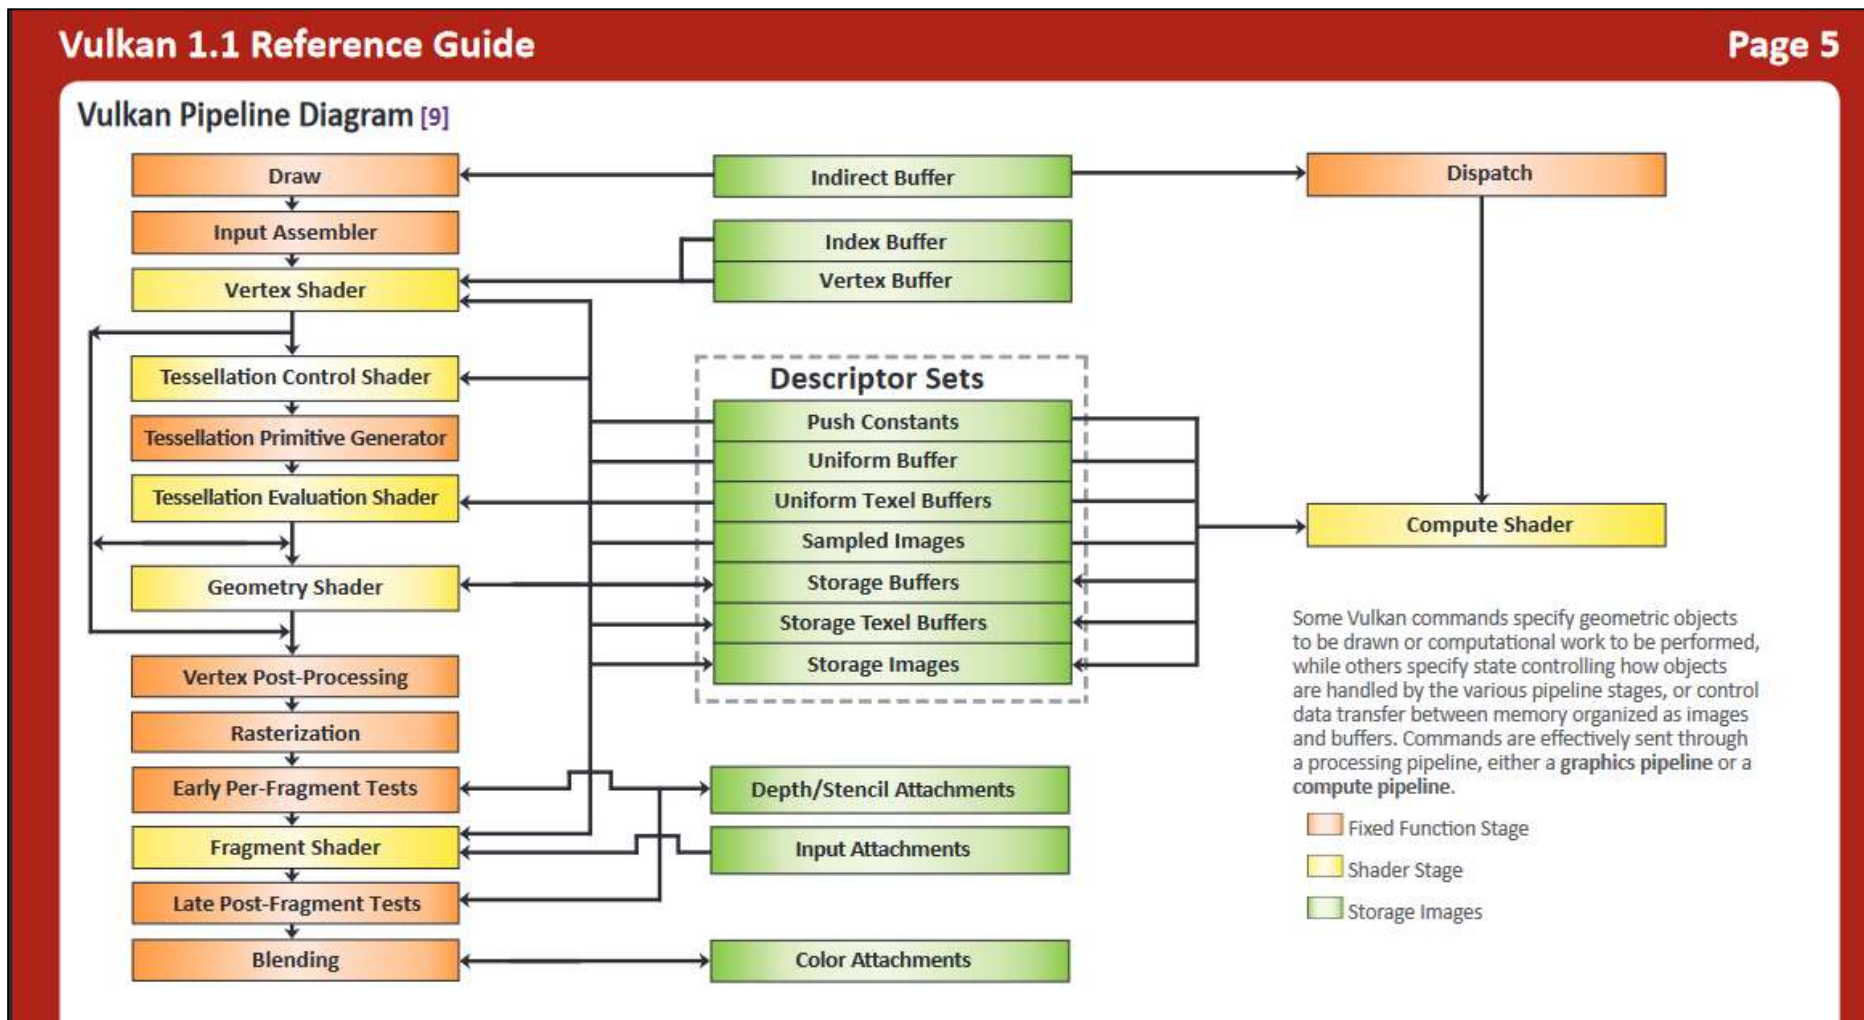 Vulkan 1.1 Reference Guide
Page 5
Vulkan Pipeline Diagram [9]
Draw
Input Assembler
Vertex Shader
Tessellation Control Shader
Tessellation Primitive Generator
Tessellation Evaluation Shader
Geometry Shader
Vertex Post-Processing
Rasterization
Early Per-Fragment Tests
Fragment Shader
Late Post-Fragment Tests
Blending
Indirect Buffer
Index Buffer
Vertex Buffer
Descriptor Sets
Push Constants
Uniform Buffer
Uniform Texel Buffers
Sampled Images
Storage Buffers
Storage Texel Buffers
Storage Images
Depth/Stencil Attachments
Input Attachments
Color Attachments
Dispatch
Compute Shader
Some Vulkan commands specify geometric objects
to be drawn or computational work to be performed,
while others specify state controlling how objects
are handled by the various pipeline stages, or control
data transfer between memory organized as images
and buffers. Commands are effectively sent through
a processing pipeline, either a graphics pipeline or a
compute pipeline.
Fixed Function Stage
Shader Stage
Storage Images